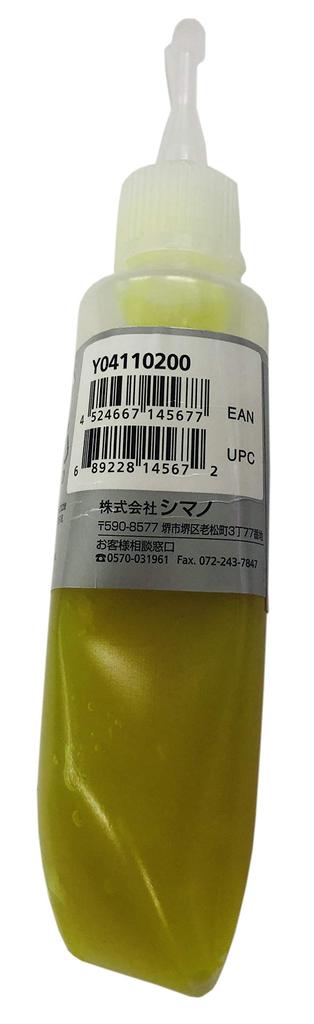 Y04110200
4 524667 145677 EAN
6 89228 14567 2 UPC
株式会社 シマノ
〒590-8577 堺市堺区老松町3丁77番地
お客様相談窓口
☎0570-031961 Fax. 072-243-7847